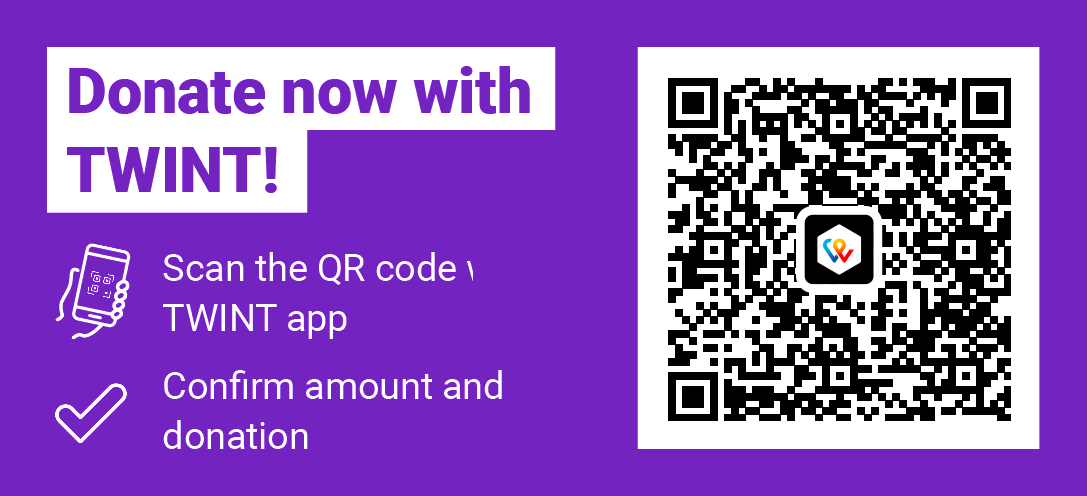 Donate now with
TWINT!
Scan the QR code
TWINT app
Confirm amount and
donation